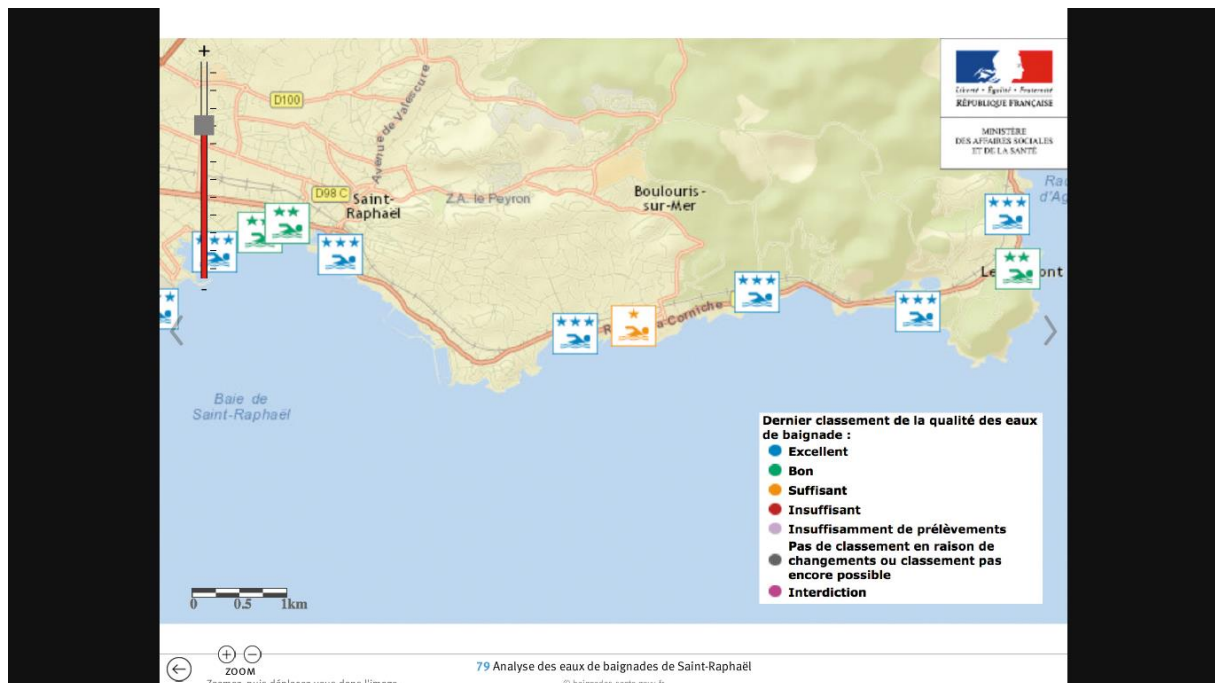 +
D100
Avenue de Valescure
Liberté • Égalité • Fraternité
RÉPUBLIQUE FRANÇAISE
MINISTÈRE
DES AFFAIRES SOCIALES
ET DE LA SANTÉ
D98 C
Saint-
Raphaël
Z.A. le Peyron
Boulouris -
sur-Mer
a Corniche
Baie de
Saint-Raphaël
Dernier classement de la qualité des eaux
de baignade :
Excellent
Bon
Suffisant
Insuffisant
Insuffisamment de prélèvements
Pas de classement en raison de
changements ou classement pas
encore possible
Interdiction
0 0.5 1km
ZOOM
79 Analyse des eaux de baignades de Saint-Raphaël